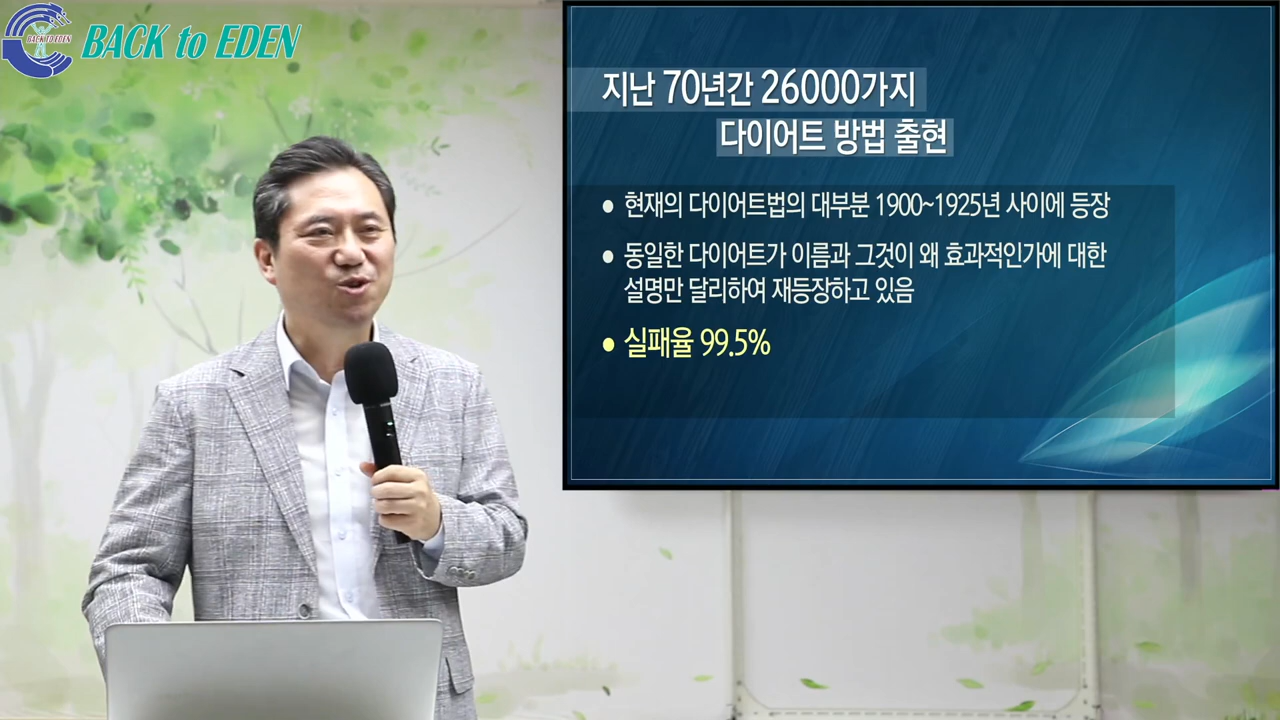 BACK TO EDEN
BACK to EDEN
지난 70년간 26000가지
다이어트 방법 출현
• 현재의 다이어트법의 대부분 1900~1925년 사이에 등장
• 동일한 다이어트가 이름과 그것이 왜 효과적인가에 대한
설명만 달리하여 재등장하고 있음
• 실패율 99.5%